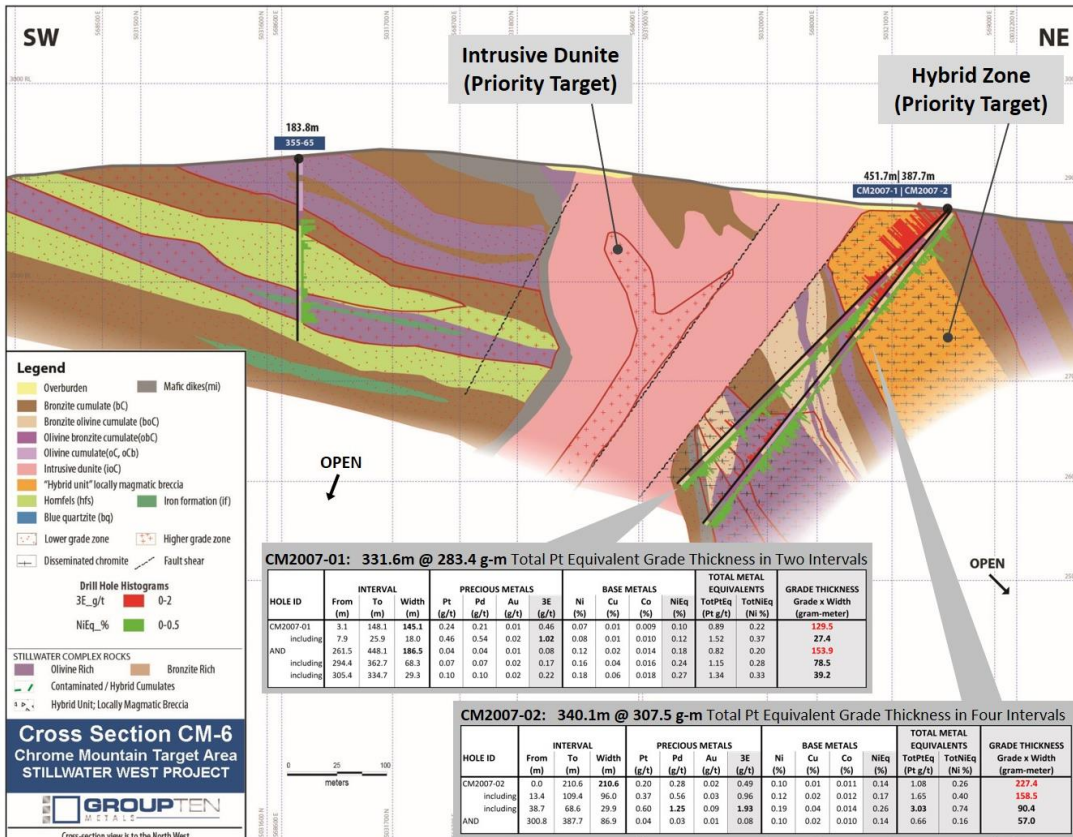 SW
NE
Intrusive Dunite
(Priority Target)
Hybrid Zone
(Priority Target)
183.8m
355-65
451.7m|387.7m
CM2007-1 | CM2007 -2
OPEN
OPEN
Legend
Overburden
Mafic dikes(mi)
Bronzite cumulate (bC)
Bronzite olivine cumulate (boC)
Olivine bronzite cumulate(obC)
Olivine cumulate(oC, oCb)
Intrusive dunite (ioC)
"Hybrid unit" locally magmatic breccia
Hornfels (hfs)
Iron formation (if)
Blue quartzite (bq)
Lower grade zone
Higher grade zone
Disseminated chromite
Fault shear
Drill Hole Histograms
3E_g/t 0-2
NiEq_% 0-0.5
STILLWATER COMPLEX ROCKS
Olivine Rich
Bronzite Rich
Contaminated / Hybrid Cumulates
Hybrid Unit; Locally Magmatic Breccia
Cross Section CM-6
Chrome Mountain Target Area
STILLWATER WEST PROJECT
GROUPTEN
METALS
Cross-section view is to the North West
0 25 50 100
meters
CM2007-01: 331.6m @ 283.4 g-m Total Pt Equivalent Grade Thickness in Two Intervals
INTERVAL PRECIOUS METALS BASE METALS TOTAL METAL EQUIVALENTS GRADE THICKNESS
HOLE ID From To Width Pt Pd Au 3E Ni Cu Co NiEq TotPtEq TotNiEq Grade x Width
(m) (m) (m) (g/t) (g/t) (g/t) (g/t) (%) (%) (%) (%) (Pt g/t) (Ni %) (gram-meter)
CM2007-01 3.1 148.1 145.1 0.24 0.21 0.01 0.46 0.07 0.01 0.009 0.10 0.89 0.22 129.5
including 7.9 25.9 18.0 0.46 0.54 0.02 1.02 0.08 0.01 0.010 0.12 1.52 0.37 27.4
AND 261.5 448.1 186.5 0.04 0.04 0.01 0.08 0.12 0.02 0.014 0.18 0.82 0.20 153.9
including 294.4 362.7 68.3 0.07 0.07 0.02 0.17 0.16 0.04 0.016 0.24 1.15 0.28 78.5
including 305.4 334.7 29.3 0.10 0.10 0.02 0.22 0.18 0.06 0.018 0.27 1.34 0.33 39.2
CM2007-02: 340.1m @ 307.5 g-m Total Pt Equivalent Grade Thickness in Four Intervals
INTERVAL PRECIOUS METALS BASE METALS TOTAL METAL EQUIVALENTS GRADE THICKNESS
HOLE ID From To Width Pt Pd Au 3E Ni Cu Co NiEq TotPtEq TotNiEq Grade x Width
(m) (m) (m) (g/t) (g/t) (g/t) (g/t) (%) (%) (%) (%) (Pt g/t) (Ni %) (gram-meter)
CM2007-02 0.0 210.6 210.6 0.20 0.28 0.02 0.49 0.10 0.01 0.011 0.14 1.08 0.26 227.4
including 13.4 109.4 96.0 0.37 0.56 0.03 0.96 0.12 0.02 0.012 0.17 1.65 0.40 158.5
including 38.7 68.6 29.9 0.60 1.25 0.09 1.93 0.19 0.04 0.014 0.26 3.03 0.74 90.4
AND 300.8 387.7 86.9 0.04 0.03 0.01 0.08 0.10 0.02 0.010 0.14 0.66 0.16 57.0